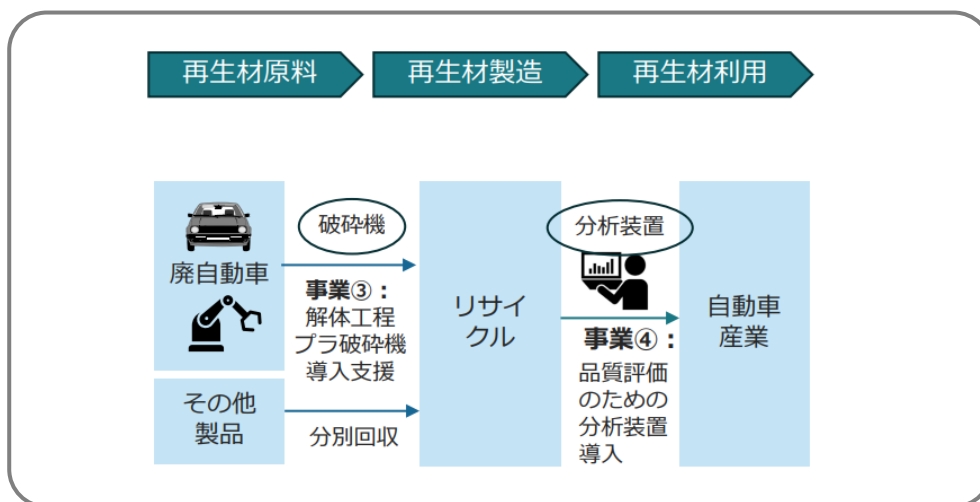 再生材原料
再生材製造
再生材利用
廃自動車
破砕機
事業③：
解体工程
プラ破砕機
導入支援
その他
製品
分別回収
リサイ
クル
分析装置
事業④：
品質評価
のための
分析装置
導入
自動車
産業